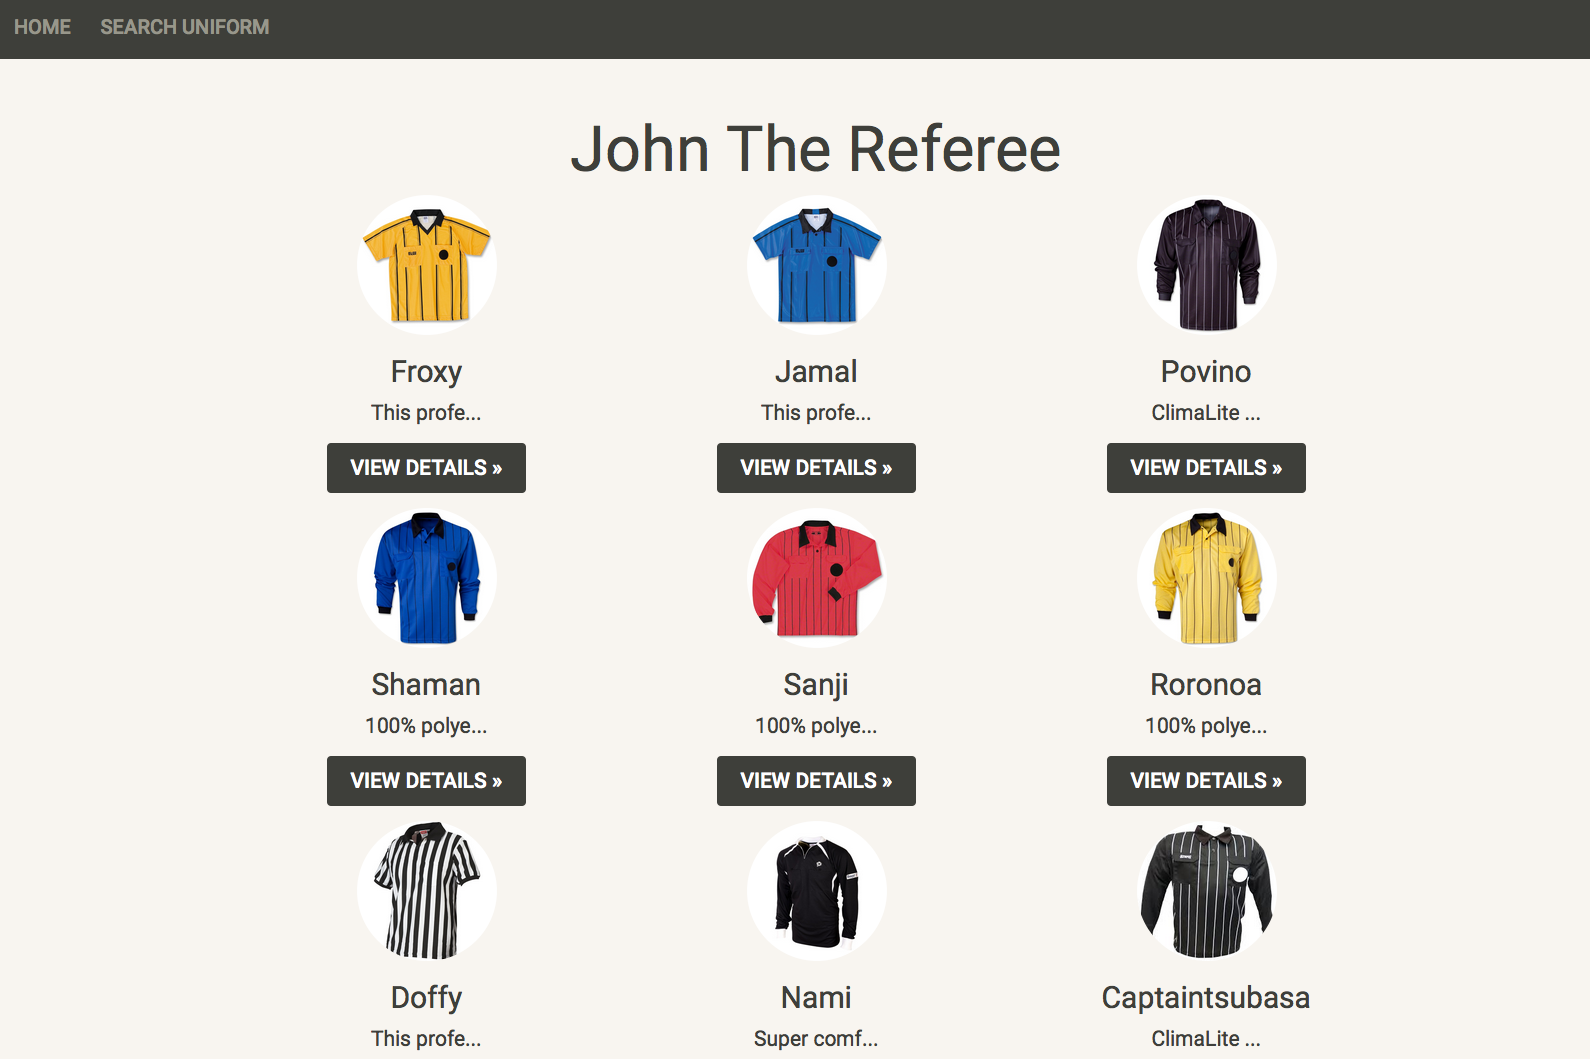 HOME SEARCH UNIFORM
John The Referee
Froxy Jamal Povino
This profe... This profe... ClimaLite ...
VIEW DETAILS » VIEW DETAILS » VIEW DETAILS »
Shaman Sanji Roronoa
100% polye... 100% polye... 100% polye...
VIEW DETAILS » VIEW DETAILS » VIEW DETAILS »
Doffy Nami Captaintsubasa
This profe... Super comf... ClimaLite ...